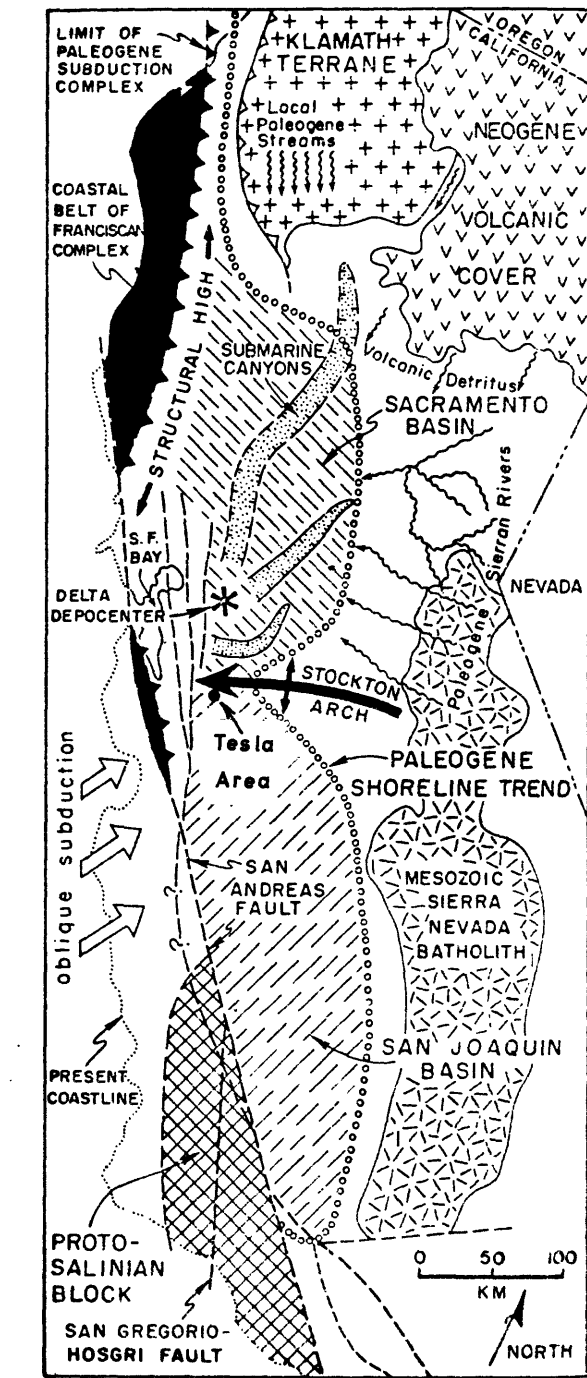 LIMIT OF
PALEOGENE
SUBDUCTION
COMPLEX
KLAMATH
TERRANE
OREGON
CALIFORNIA
Local
Paleogene
Streams
NEOGENE
VOLCANIC
COVER
COASTAL
BELT OF
FRANCISCAN
COMPLEX
STRUCTURAL HIGH
SUBMARINE
CANYONS
Volcanic Detritus
SACRAMENTO
BASIN
S.F.
BAY
Paleogene Sierran Rivers
NEVADA
DELTA
DEPOCENTER
STOCKTON
ARCH
Tesla
Area
PALEOGENE
SHORELINE TREND
oblique subduction
SAN
ANDREAS
FAULT
?
?
MESOZOIC
SIERRA
NEVADA
BATHOLITH
SAN JOAQUIN
BASIN
PRESENT
COASTLINE
PROTO-
SALINIAN
BLOCK
0 50 100
KM
SAN GREGORIO-
HOSGRI FAULT
NORTH